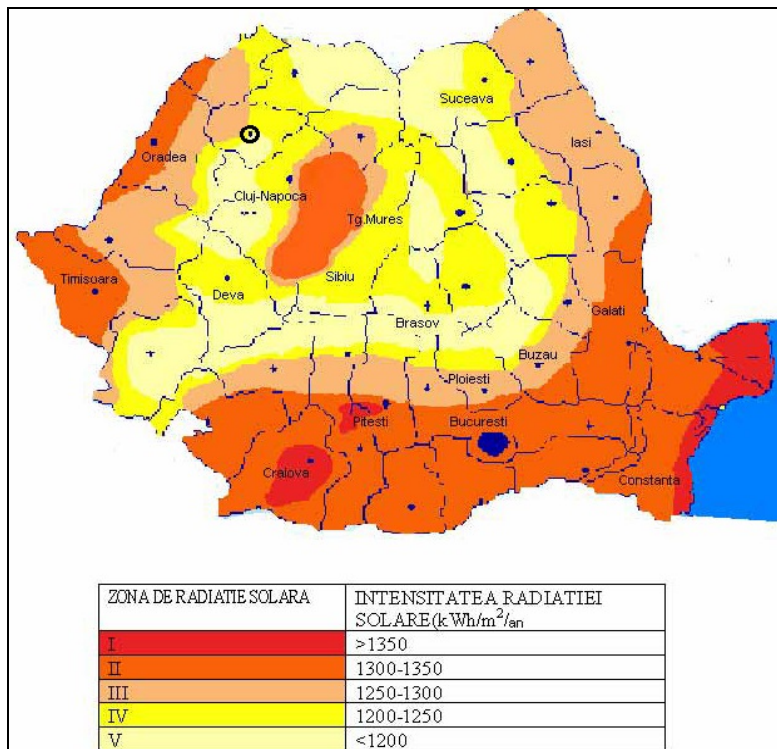 Suceava
Iasi
Oradea
Cluj-Napoca
Tg.Mures
Timisoara
Sibiu
Deva
Galati
Brasov
Buzau
Ploiesti
Pitesti
Bucuresti
Craiova
Constanta
ZONA DE RADIATIE SOLARA
INTENSITATEA RADIATIEI
SOLARE(kWh/m²/an
I >1350
II 1300-1350
III 1250-1300
IV 1200-1250
V <1200